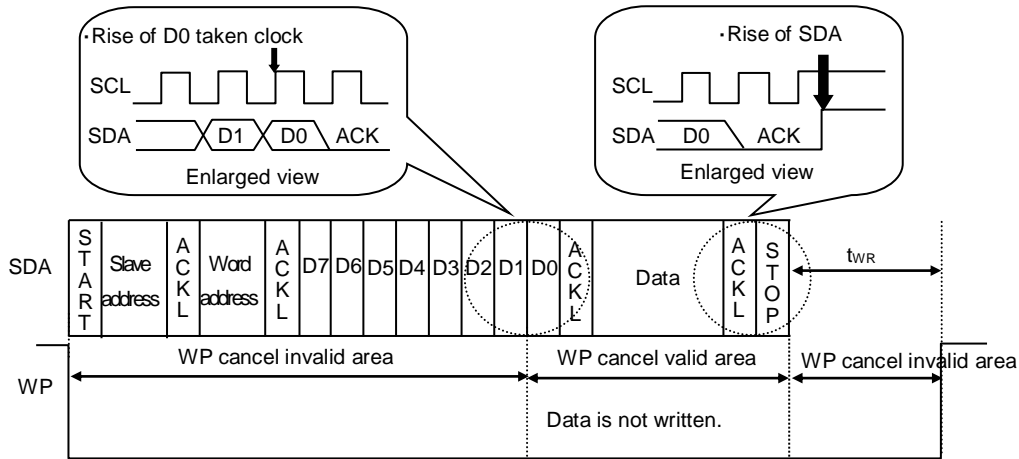 ·Rise of D0 taken clock
SCL
SDA D1 D0 ACK
Enlarged view
·Rise of SDA
SCL
SDA D0 ACK
Enlarged view
SDA
START
Slave
address
ACKL
Word
address
ACKL
D7 D6 D5 D4 D3 D2 D1 D0
ACKL
Data
ACKL
STOP
tWR
WP
WP cancel invalid area
WP cancel valid area
WP cancel invalid area
Data is not written.